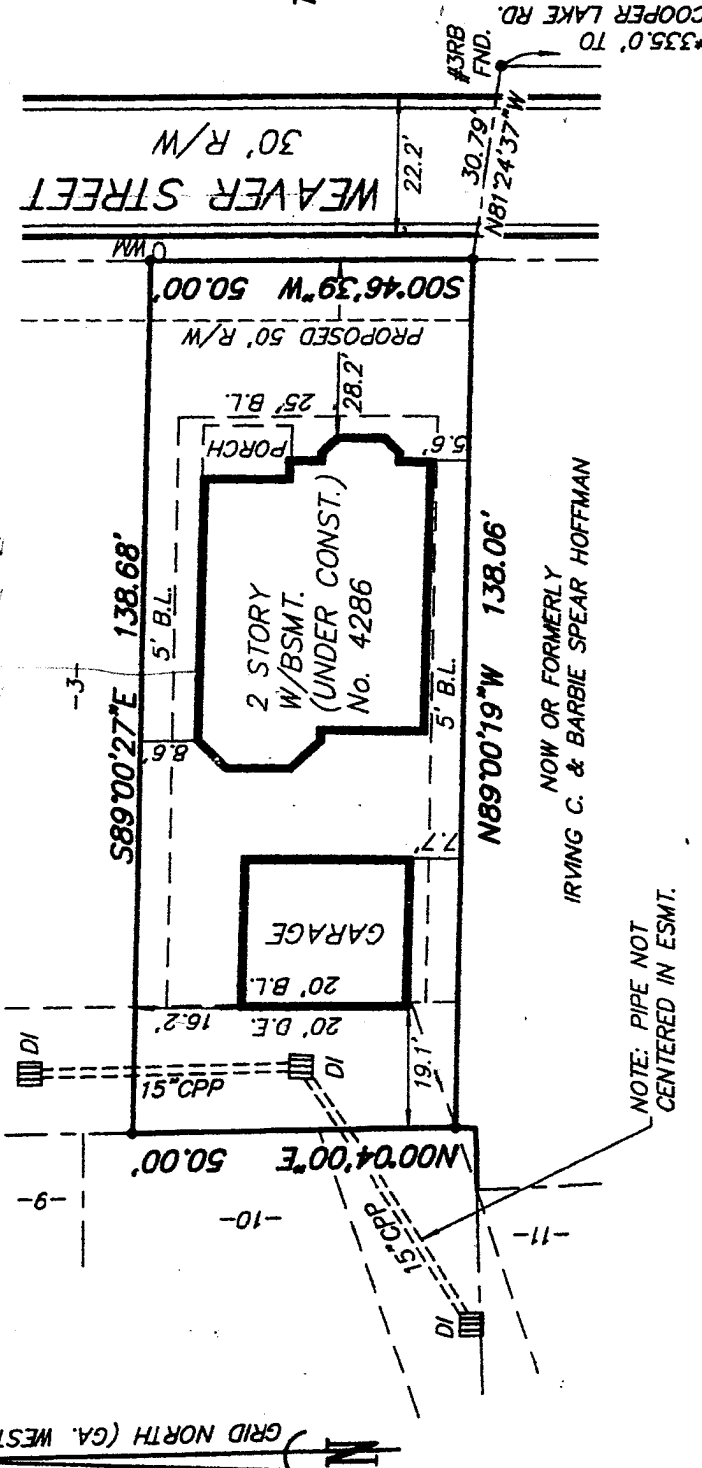 *335.0' TO
COOPER LAKE RD.
#3RB
FND.
30.79'
N81°24'37"W
22.2'
30' R/W
WEAVER STREET
WM
S00°46'39"W 50.00'
PROPOSED 50' R/W
28.2'
25' B.L.
PORCH
5.6'
S89°00'27"E 138.68'
5' B.L.
-3-
8.6'
2 STORY
W/BSMT.
(UNDER CONST.)
No. 4286
5' B.L.
N89°00'19"W 138.06'
NOW OR FORMERLY
IRVING C. & BARBIE SPEAR HOFFMAN
7.7'
GARAGE
20' B.L.
20' D.E.
16.2'
19.1'
DI
15"CPP
DI
N00°04'00"E 50.00'
-9-
-10-
-11-
15"CPP
DI
NOTE: PIPE NOT
CENTERED IN ESMT.
GRID NORTH (GA. WEST
N